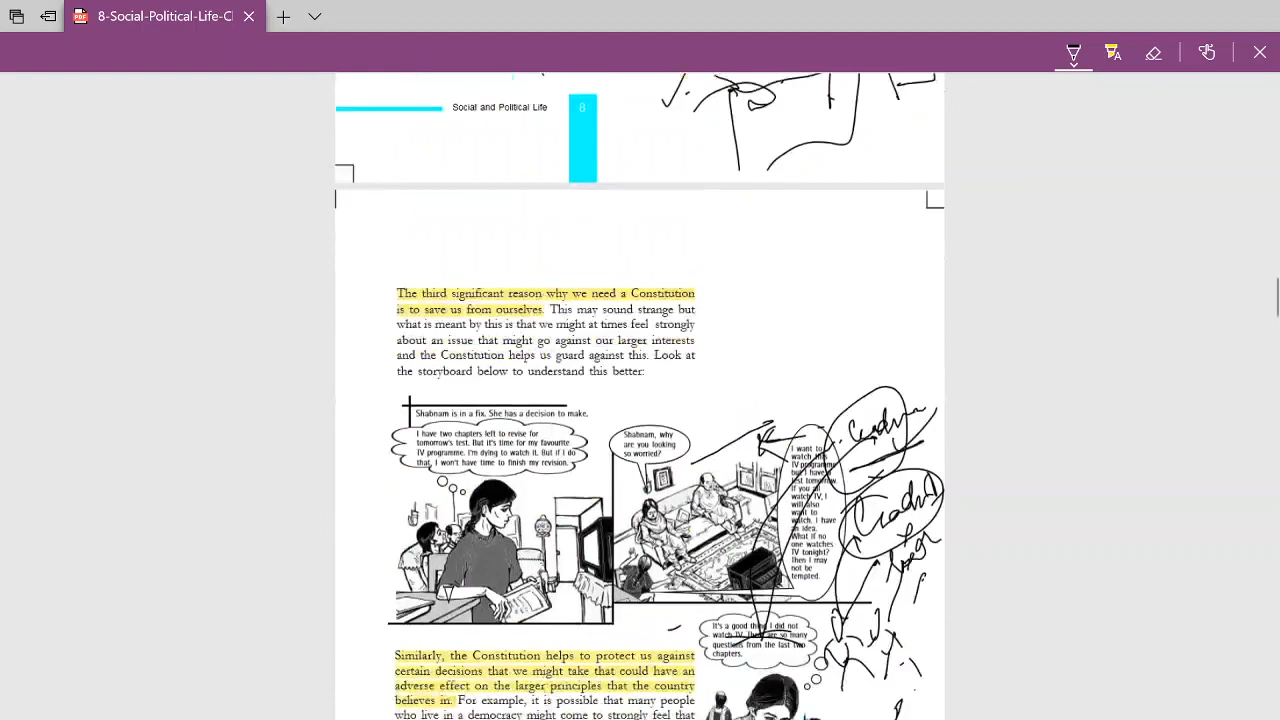 8-Social-Political-Life-C
Social and Political Life
8
The third significant reason why we need a Constitution
is to save us from ourselves. This may sound strange but
what is meant by this is that we might at times feel strongly
about an issue that might go against our larger interests
and the Constitution helps us guard against this. Look at
the storyboard below to understand this better:
Shabnam is in a fix. She has a decision to make.
I have two chapters left to revise for
tomorrow's test. But it's time for my favourite
TV programme. I'm dying to watch it. But if I do
that, I won't have time to finish my revision.
Shabnam, why
are you looking
so worried?
I want to
watch this
TV programme
but I have a
test tomorrow.
If you all
watch TV, I
will also
want to
watch. I have
an idea.
What if no
one watches
TV tonight?
Then I may
not be
tempted.
It's a good thing I did not
watch TV. There are so many
questions from the last two
chapters.
Similarly, the Constitution helps to protect us against
certain decisions that we might take that could have an
adverse effect on the larger principles that the country
believes in. For example, it is possible that many people
who live in a democracy might come to strongly feel that